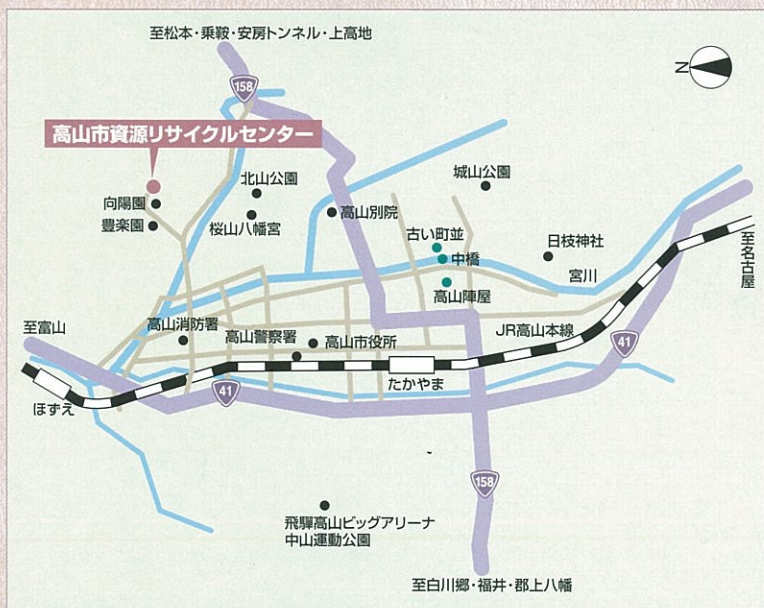 至松本・乗鞍・安房トンネル・上高地
N
158
高山市資源リサイクルセンター
北山公園
城山公園
向陽園
高山別院
豊楽園
桜山八幡宮
古い町並
日枝神社
中橋
宮川
至名古屋
高山陣屋
至富山
高山消防署
高山警察署
高山市役所
JR高山本線
41
たかやま
ほずえ
41
158
飛騨高山ビッグアリーナ
中山運動公園
至白川郷・福井・郡上八幡